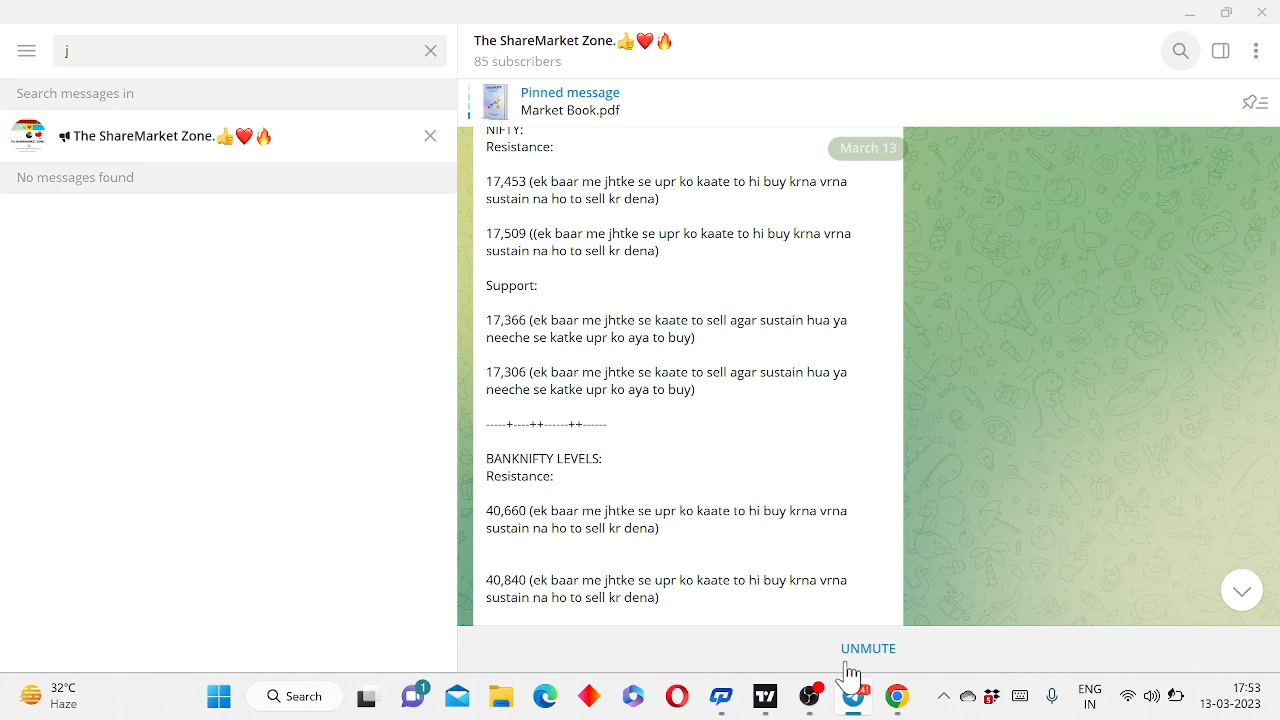 j
The ShareMarket Zone.👍❤️🔥
85 subscribers
Search messages in
The ShareMarket Zone.👍❤️🔥
No messages found
Pinned message
Market Book.pdf
March 13
NIFTY:
Resistance:
17,453 (ek baar me jhtke se upr ko kaate to hi buy krna vrna
sustain na ho to sell kr dena)
17,509 ((ek baar me jhtke se upr ko kaate to hi buy krna vrna
sustain na ho to sell kr dena)
Support:
17,366 (ek baar me jhtke se kaate to sell agar sustain hua ya
neeche se katke upr ko aya to buy)
17,306 (ek baar me jhtke se kaate to sell agar sustain hua ya
neeche se katke upr ko aya to buy)
-----+----++------++------
BANKNIFTY LEVELS:
Resistance:
40,660 (ek baar me jhtke se upr ko kaate to hi buy krna vrna
sustain na ho to sell kr dena)
40,840 (ek baar me jhtke se upr ko kaate to hi buy krna vrna
sustain na ho to sell kr dena)
UNMUTE
32°C
Haze
Search
1
41
ENG
IN
17:53
13-03-2023